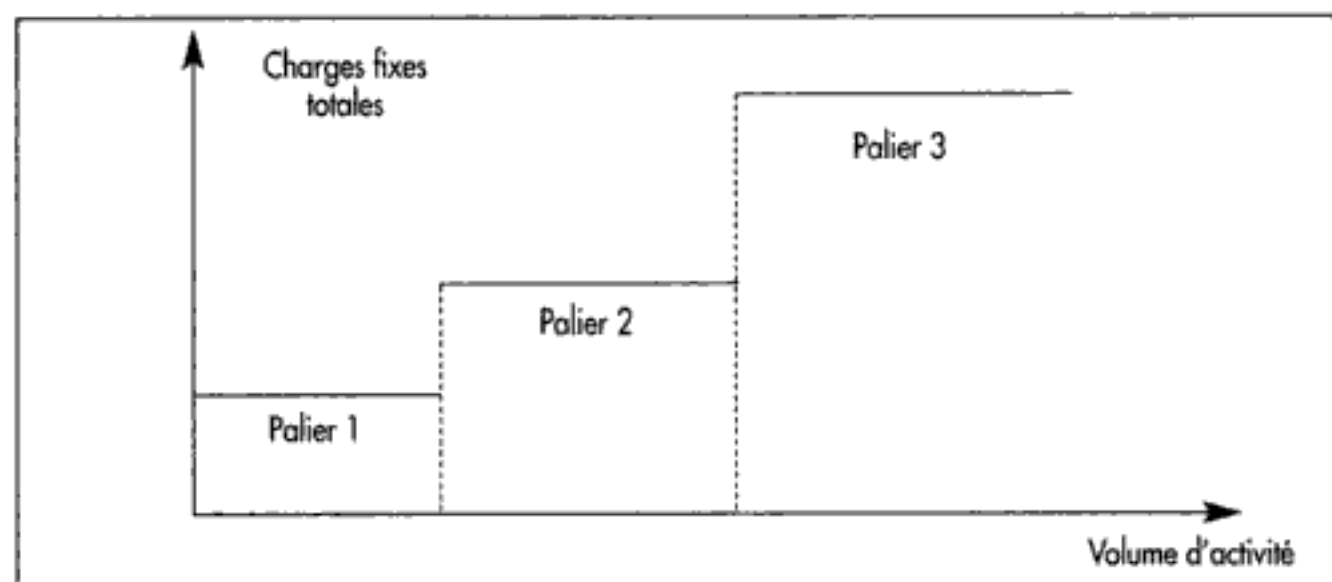 Charges fixes
totales
Palier 3
Palier 2
Palier 1
Volume d'activité